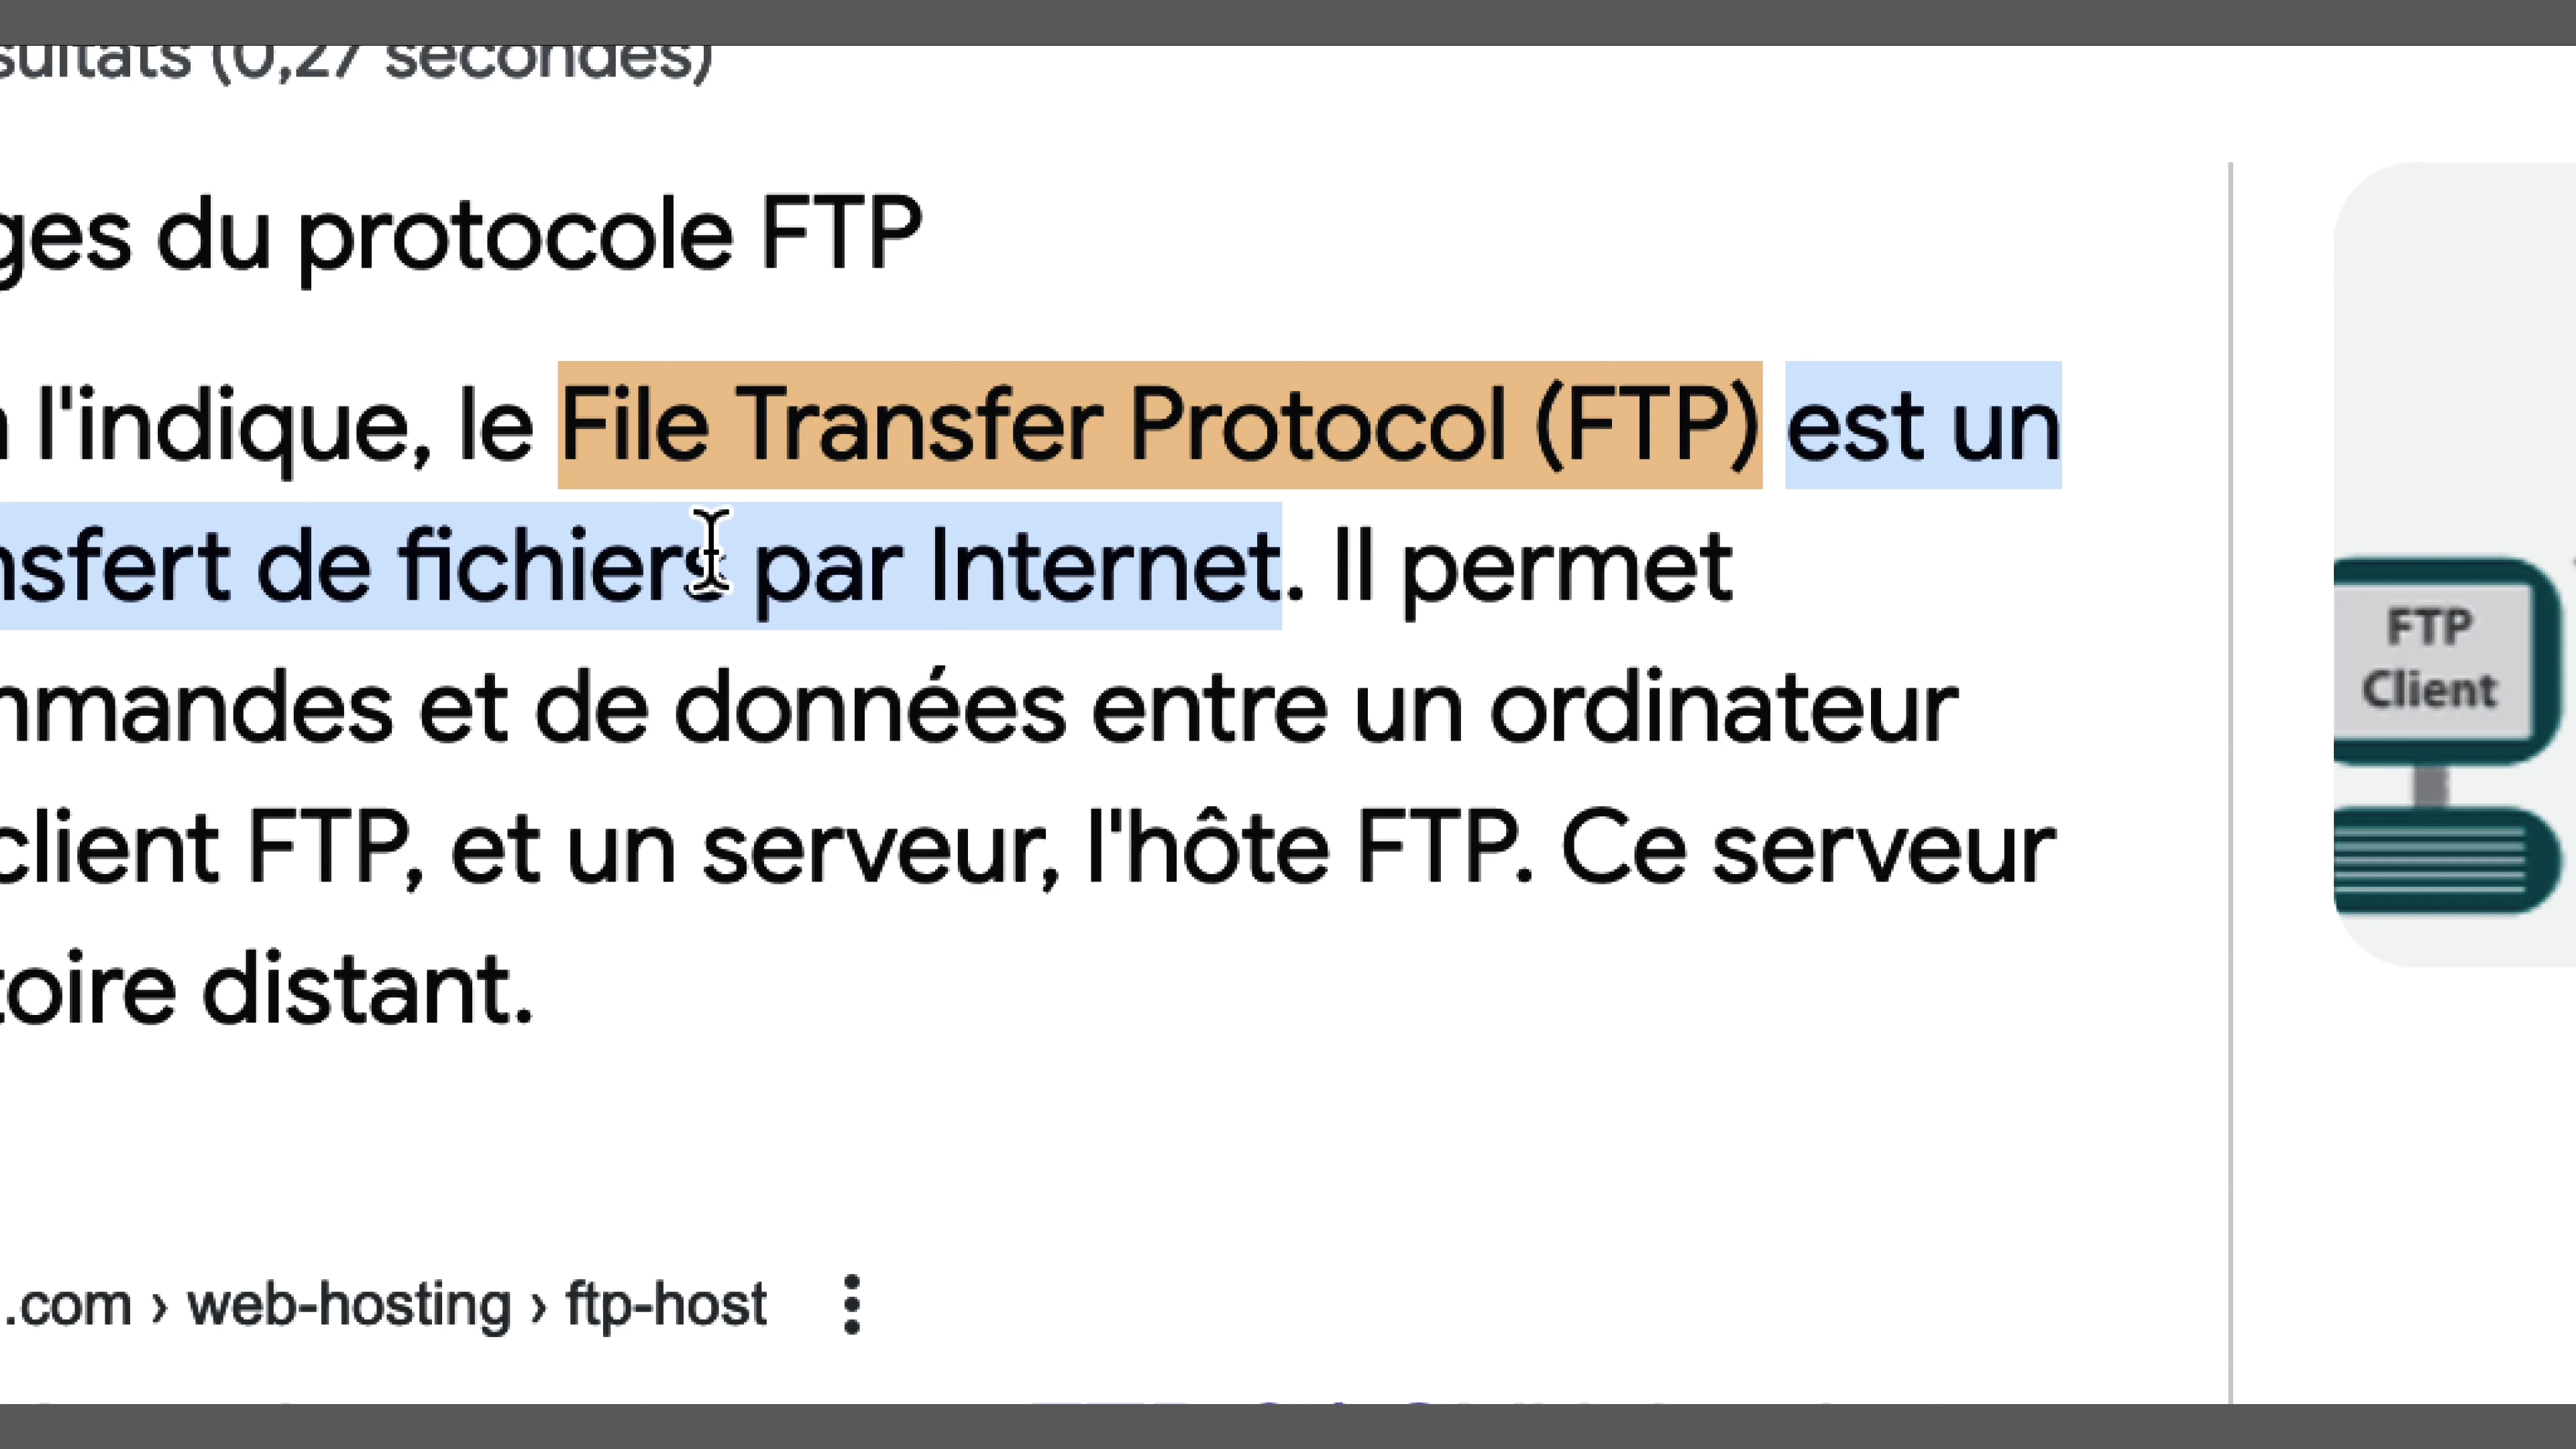 sultats (0,27 secondes)
ges du protocole FTP
l'indique, le File Transfer Protocol (FTP) est un
nsfert de fichiers par Internet. Il permet
mmandes et de données entre un ordinateur
client FTP, et un serveur, l'hôte FTP. Ce serveur
toire distant.
FTP
Client
.com › web-hosting › ftp-host